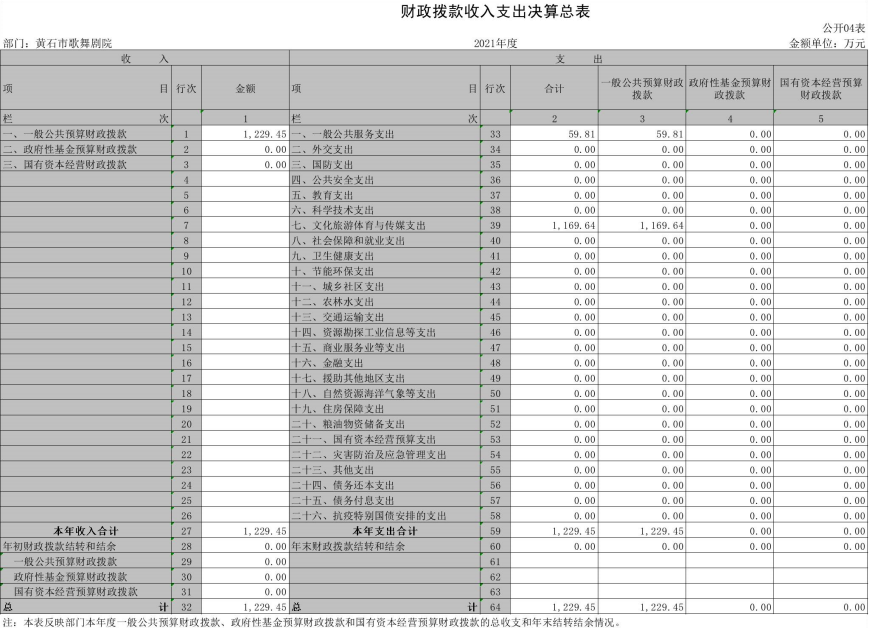 财政拨款收入支出决算总表
公开04表
部门：黄石市歌舞剧院 2021年度 金额单位：万元
收 入 支 出
项 目 行次 金额 项 目 行次 合计 一般公共预算财政拨款 政府性基金预算财政拨款 国有资本经营预算财政拨款
栏 次 1 栏 次 2 3 4 5
一、一般公共预算财政拨款 1 1,229.45 一、一般公共服务支出 33 59.81 59.81 0.00 0.00
二、政府性基金预算财政拨款 2 0.00 二、外交支出 34 0.00 0.00 0.00 0.00
三、国有资本经营财政拨款 3 0.00 三、国防支出 35 0.00 0.00 0.00 0.00
4 四、公共安全支出 36 0.00 0.00 0.00 0.00
5 五、教育支出 37 0.00 0.00 0.00 0.00
6 六、科学技术支出 38 0.00 0.00 0.00 0.00
7 七、文化旅游体育与传媒支出 39 1,169.64 1,169.64 0.00 0.00
8 八、社会保障和就业支出 40 0.00 0.00 0.00 0.00
9 九、卫生健康支出 41 0.00 0.00 0.00 0.00
10 十、节能环保支出 42 0.00 0.00 0.00 0.00
11 十一、城乡社区支出 43 0.00 0.00 0.00 0.00
12 十二、农林水支出 44 0.00 0.00 0.00 0.00
13 十三、交通运输支出 45 0.00 0.00 0.00 0.00
14 十四、资源勘探工业信息等支出 46 0.00 0.00 0.00 0.00
15 十五、商业服务业等支出 47 0.00 0.00 0.00 0.00
16 十六、金融支出 48 0.00 0.00 0.00 0.00
17 十七、援助其他地区支出 49 0.00 0.00 0.00 0.00
18 十八、自然资源海洋气象等支出 50 0.00 0.00 0.00 0.00
19 十九、住房保障支出 51 0.00 0.00 0.00 0.00
20 二十、粮油物资储备支出 52 0.00 0.00 0.00 0.00
21 二十一、国有资本经营预算支出 53 0.00 0.00 0.00 0.00
22 二十二、灾害防治及应急管理支出 54 0.00 0.00 0.00 0.00
23 二十三、其他支出 55 0.00 0.00 0.00 0.00
24 二十四、债务还本支出 56 0.00 0.00 0.00 0.00
25 二十五、债务付息支出 57 0.00 0.00 0.00 0.00
26 二十六、抗疫特别国债安排的支出 58 0.00 0.00 0.00 0.00
本年收入合计 27 1,229.45 本年支出合计 59 1,229.45 1,229.45 0.00 0.00
年初财政拨款结转和结余 28 0.00 年末财政拨款结转和结余 60 0.00 0.00 0.00 0.00
一般公共预算财政拨款 29 0.00 61
政府性基金预算财政拨款 30 0.00 62
国有资本经营预算财政拨款 31 0.00 63
总 计 32 1,229.45 总 计 64 1,229.45 1,229.45 0.00 0.00
注：本表反映部门本年度一般公共预算财政拨款、政府性基金预算财政拨款和国有资本经营预算财政拨款的总收支和年末结转结余情况。